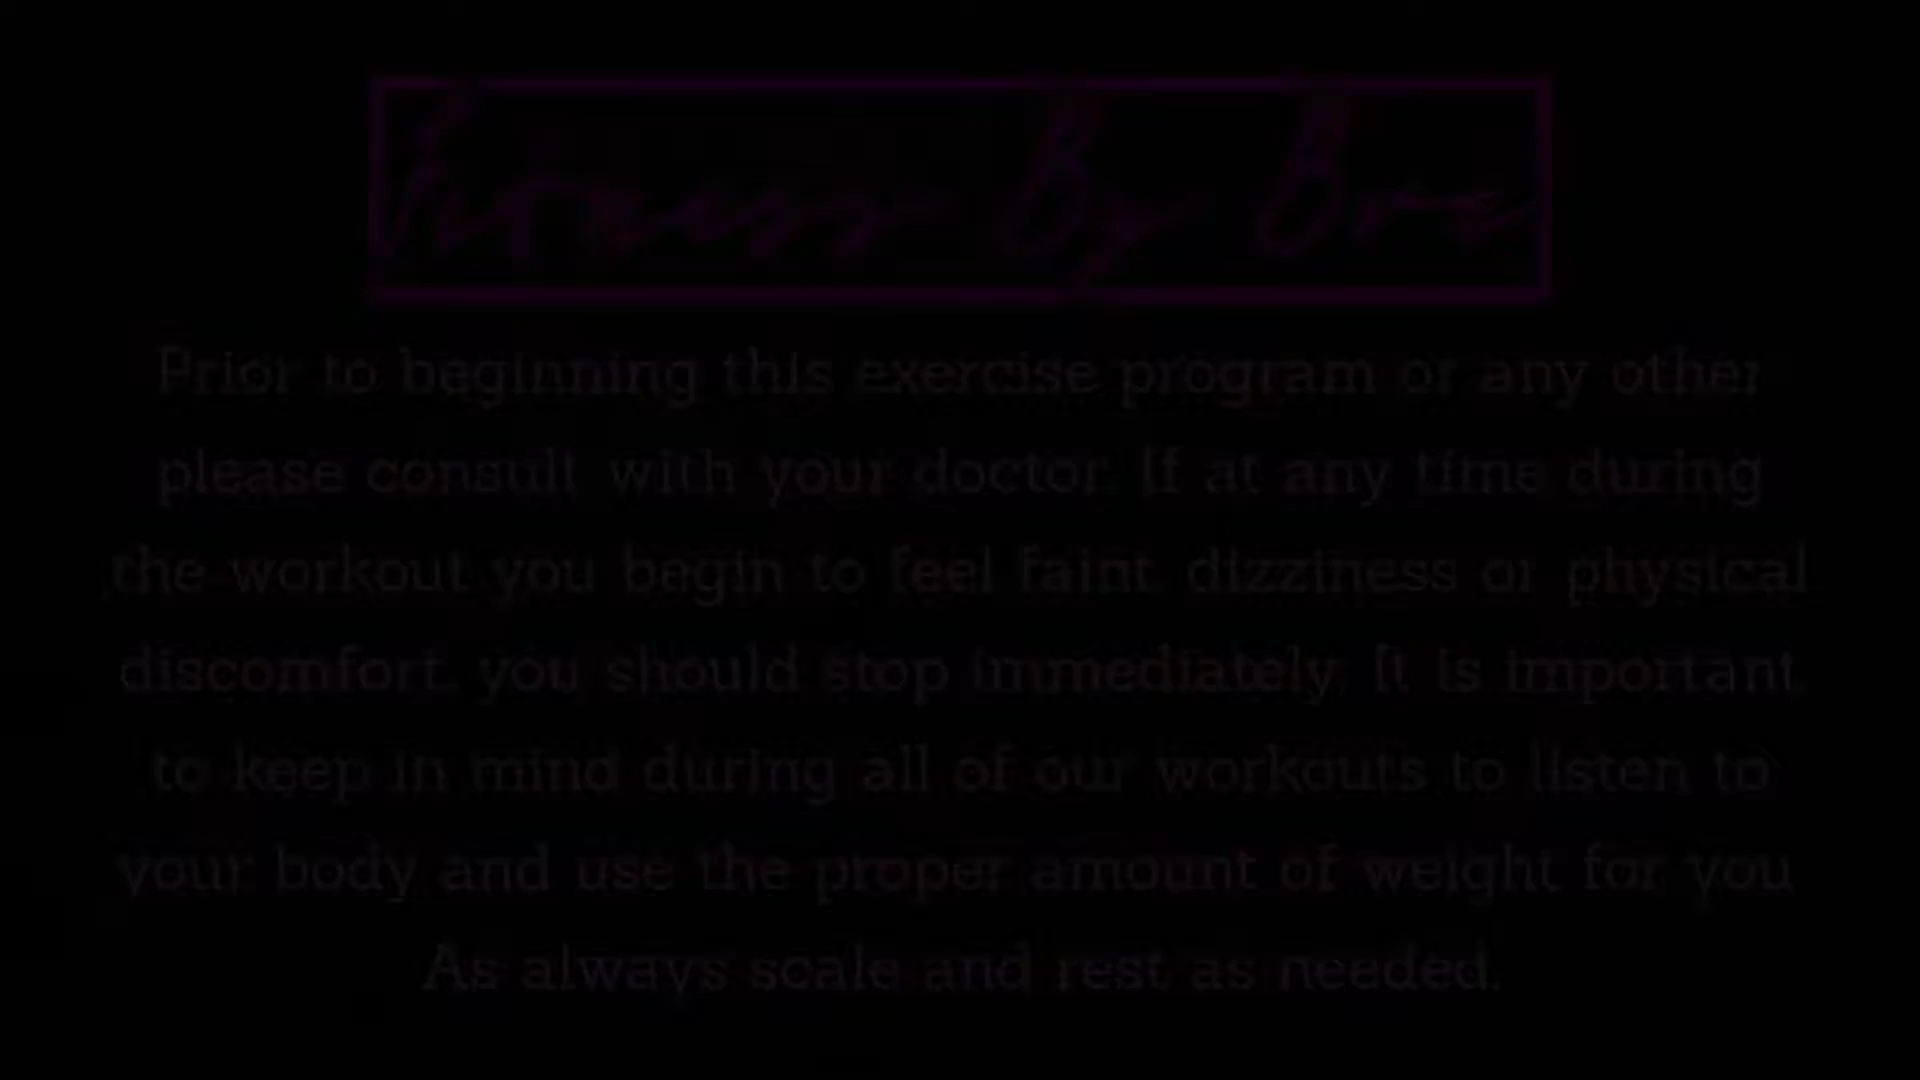 Fitness By Bre
Prior to beginning this exercise program or any other
please consult with your doctor. If at any time during
the workout you begin to feel faint, dizziness or physical
discomfort, you should stop immediately. It is important
to keep in mind during all of our workouts to listen to
your body and use the proper amount of weight for you
As always scale and rest as needed.